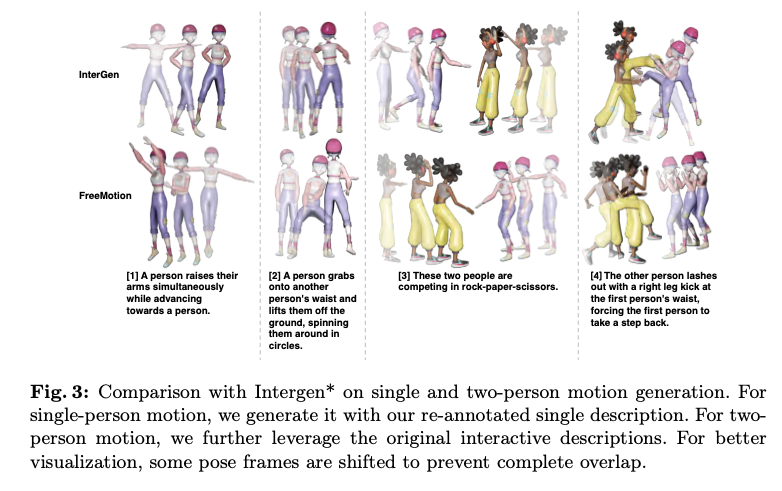 InterGen
FreeMotion
[1] A person raises their
arms simultaneously
while advancing
towards a person.
[2] A person grabs
onto another
person's waist and
lifts them off the
ground, spinning
them around in
circles.
[3] These two people are
competing in rock-paper-scissors.
[4] The other person lashes
out with a right leg kick at
the first person's waist,
forcing the first person to
take a step back.
Fig. 3: Comparison with Intergen* on single and two-person motion generation. For
single-person motion, we generate it with our re-annotated single description. For two-
person motion, we further leverage the original interactive descriptions. For better
visualization, some pose frames are shifted to prevent complete overlap.